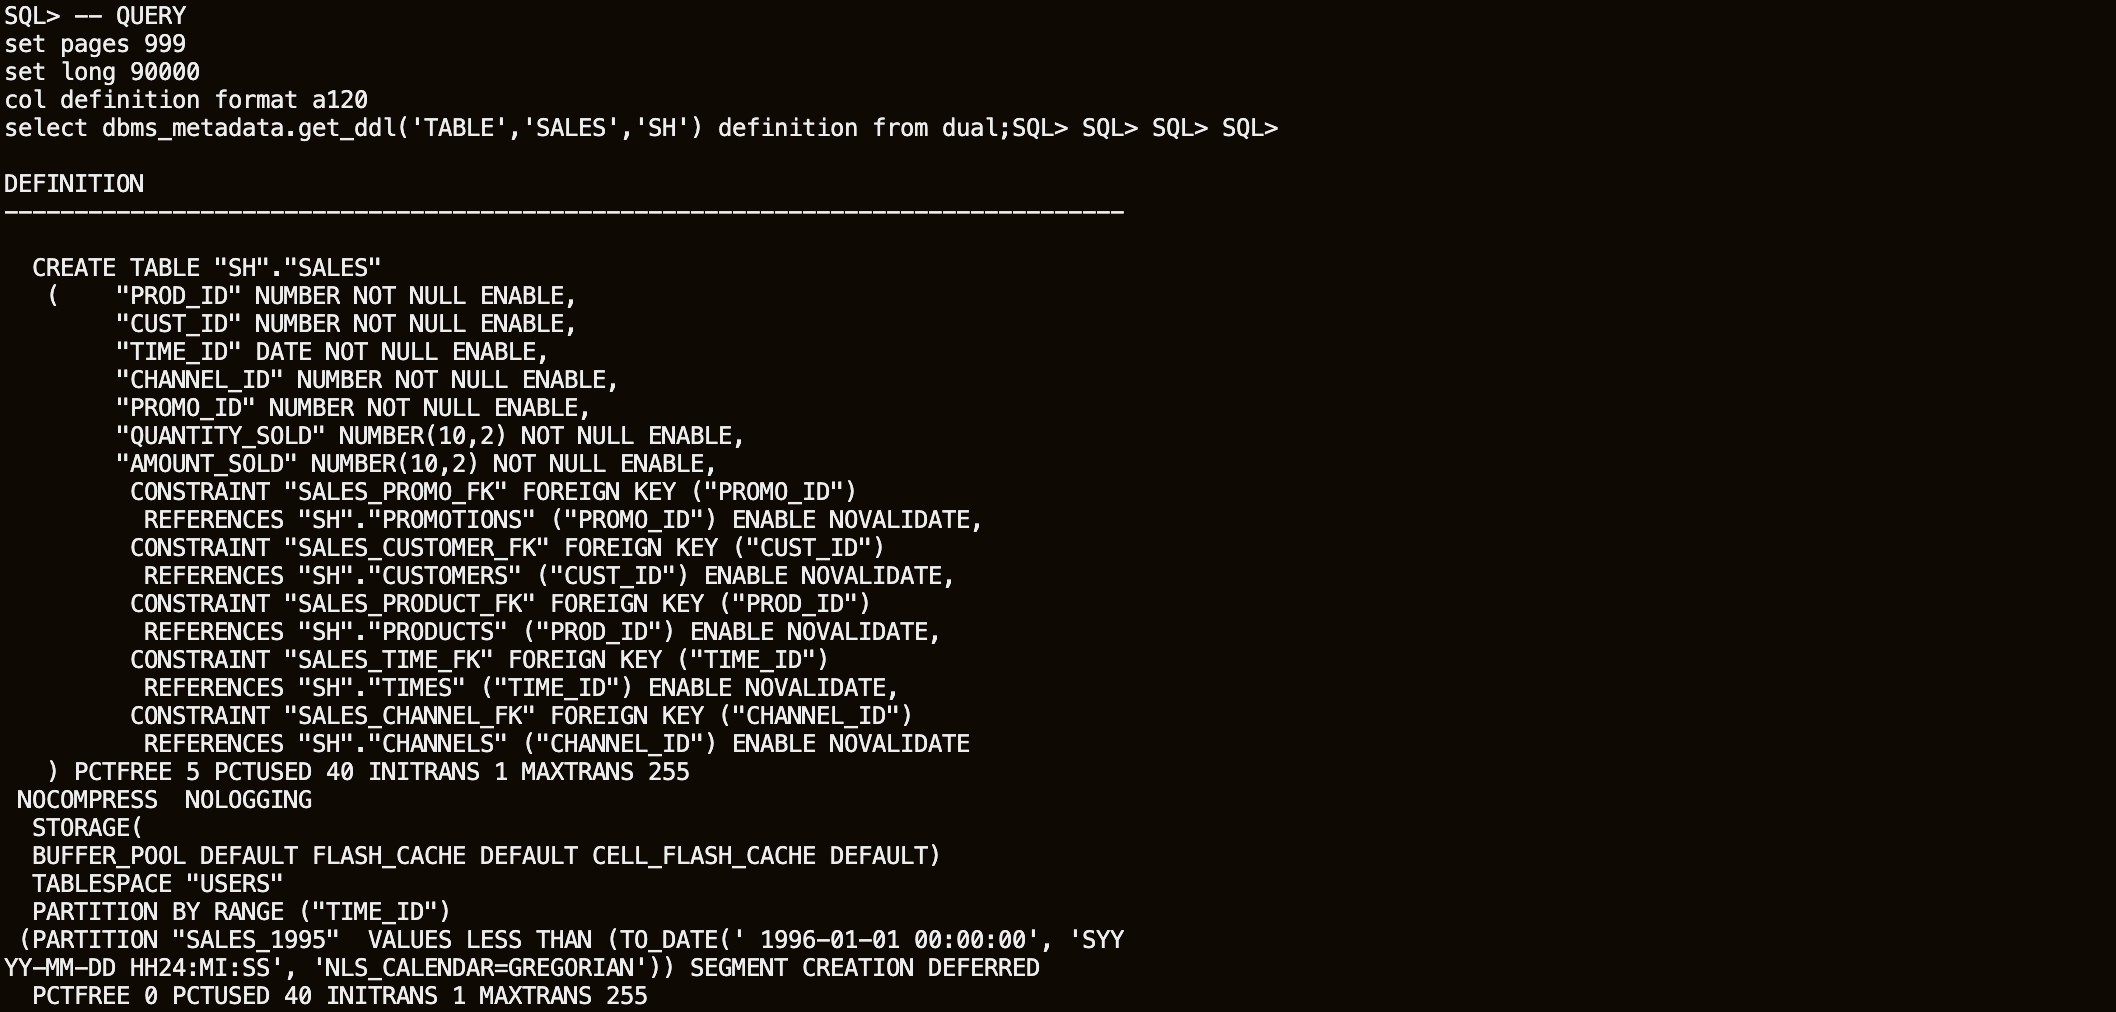 SQL> -- QUERY
set pages 999
set long 90000
col definition format a120
select dbms_metadata.get_ddl('TABLE','SALES','SH') definition from dual;SQL> SQL> SQL> SQL>
DEFINITION
--------------------------------------------------------------------------------
CREATE TABLE "SH"."SALES"
( "PROD_ID" NUMBER NOT NULL ENABLE,
"CUST_ID" NUMBER NOT NULL ENABLE,
"TIME_ID" DATE NOT NULL ENABLE,
"CHANNEL_ID" NUMBER NOT NULL ENABLE,
"PROMO_ID" NUMBER NOT NULL ENABLE,
"QUANTITY_SOLD" NUMBER(10,2) NOT NULL ENABLE,
"AMOUNT_SOLD" NUMBER(10,2) NOT NULL ENABLE,
CONSTRAINT "SALES_PROMO_FK" FOREIGN KEY ("PROMO_ID")
REFERENCES "SH"."PROMOTIONS" ("PROMO_ID") ENABLE NOVALIDATE,
CONSTRAINT "SALES_CUSTOMER_FK" FOREIGN KEY ("CUST_ID")
REFERENCES "SH"."CUSTOMERS" ("CUST_ID") ENABLE NOVALIDATE,
CONSTRAINT "SALES_PRODUCT_FK" FOREIGN KEY ("PROD_ID")
REFERENCES "SH"."PRODUCTS" ("PROD_ID") ENABLE NOVALIDATE,
CONSTRAINT "SALES_TIME_FK" FOREIGN KEY ("TIME_ID")
REFERENCES "SH"."TIMES" ("TIME_ID") ENABLE NOVALIDATE,
CONSTRAINT "SALES_CHANNEL_FK" FOREIGN KEY ("CHANNEL_ID")
REFERENCES "SH"."CHANNELS" ("CHANNEL_ID") ENABLE NOVALIDATE
) PCTFREE 5 PCTUSED 40 INITRANS 1 MAXTRANS 255
NOCOMPRESS  NOLOGGING
STORAGE(
BUFFER_POOL DEFAULT FLASH_CACHE DEFAULT CELL_FLASH_CACHE DEFAULT)
TABLESPACE "USERS"
PARTITION BY RANGE ("TIME_ID")
(PARTITION "SALES_1995"  VALUES LESS THAN (TO_DATE(' 1996-01-01 00:00:00', 'SYY
YY-MM-DD HH24:MI:SS', 'NLS_CALENDAR=GREGORIAN')) SEGMENT CREATION DEFERRED
PCTFREE 0 PCTUSED 40 INITRANS 1 MAXTRANS 255